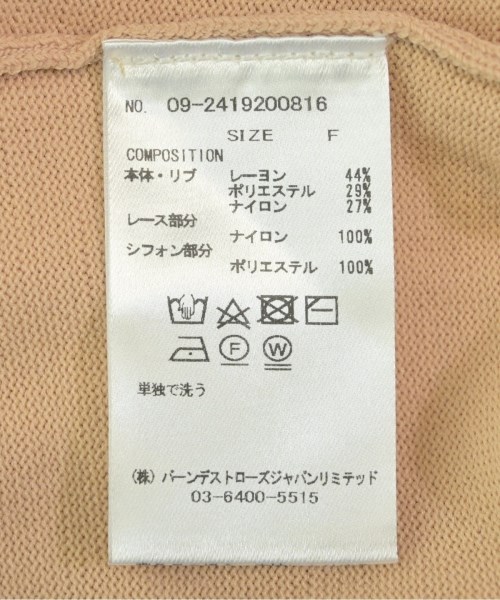 NO. 09-2419200816
SIZE F
COMPOSITION
本体・リブ レーヨン 44%
ポリエステル 29%
ナイロン 27%
レース部分
ナイロン 100%
シフォン部分
ポリエステル 100%
F W
単独で洗う
(株) バーンデストローズジャパンリミテッド
03-6400-5515